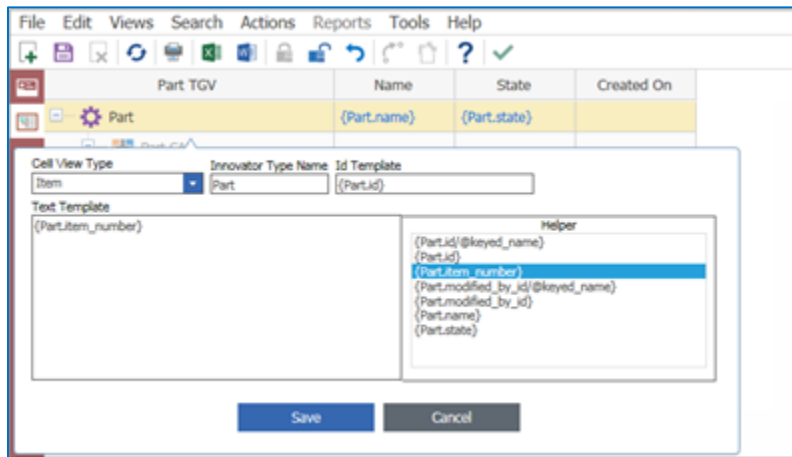 File Edit Views Search Actions Reports Tools Help
Part TGV Name State Created On
Part {Part.name} {Part.state}
Cell View Type Innovator Type Name Id Template
Item Part {Part.id}
Text Template
{Part.item_number}
Helper
{Part.id/@keyed_name}
{Part.id}
{Part.item_number}
{Part.modified_by_id/@keyed_name}
{Part.modified_by_id}
{Part.name}
{Part.state}
Save Cancel